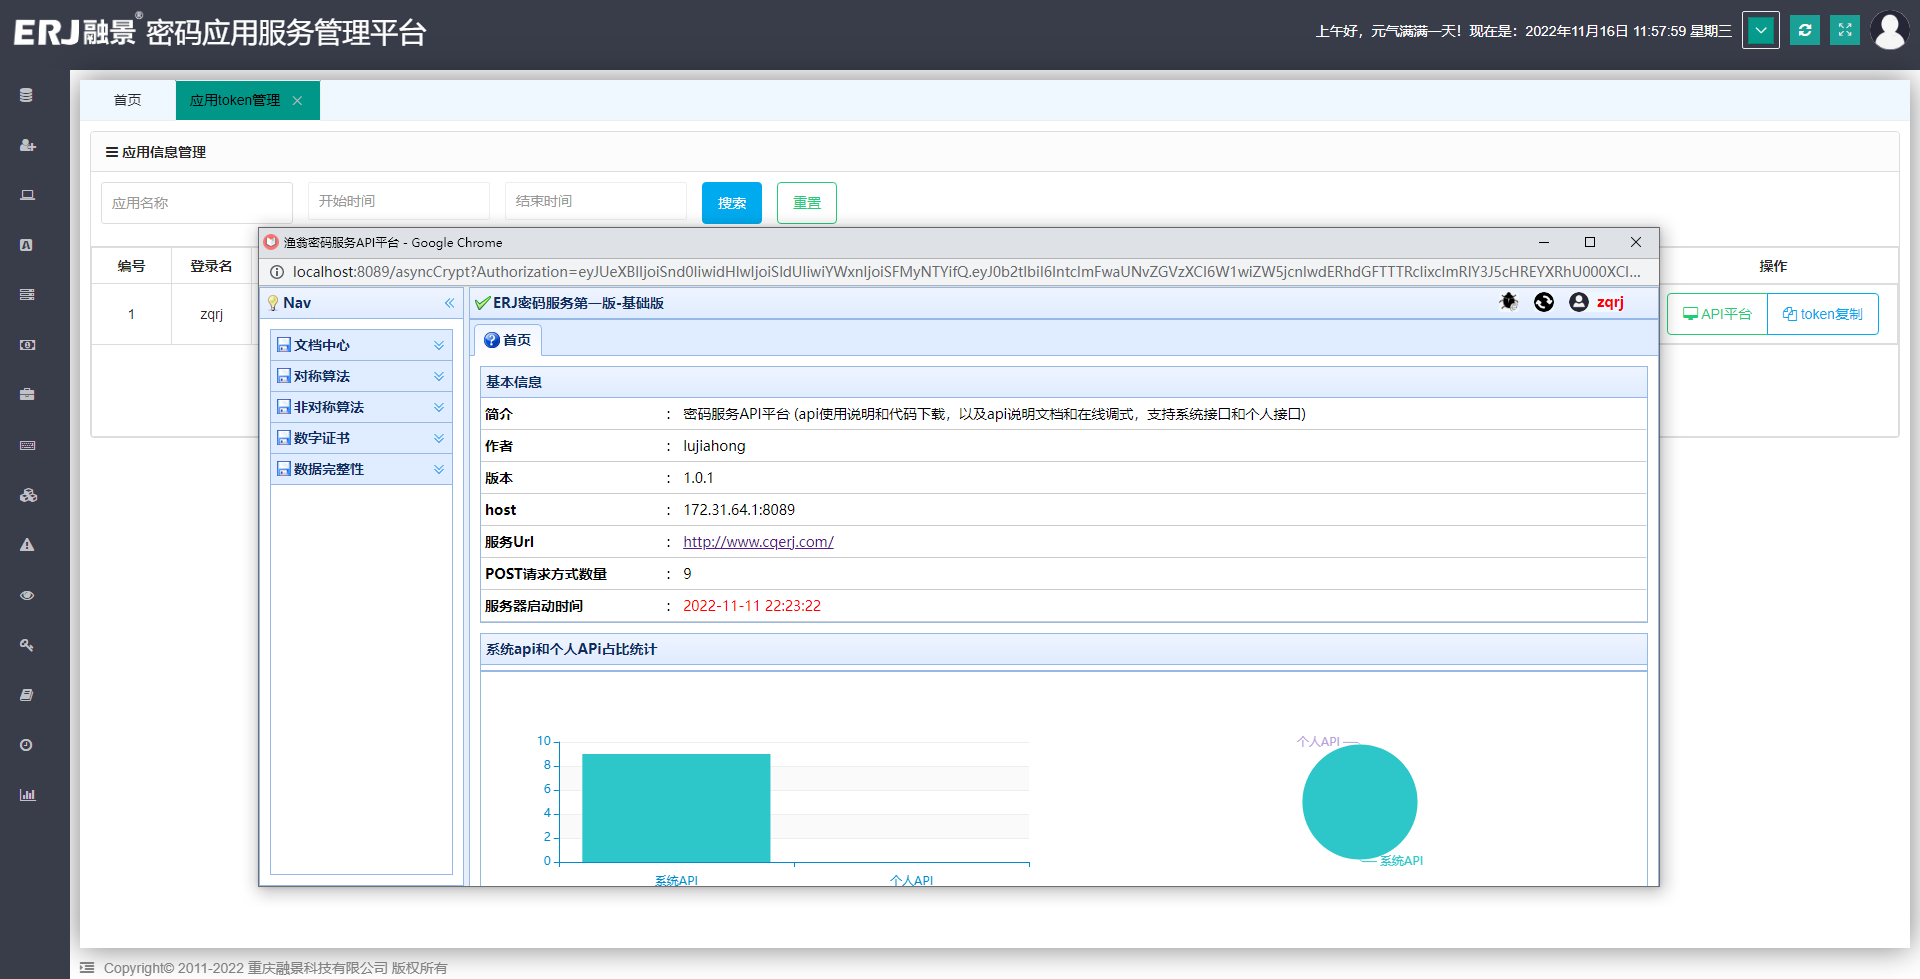 ERJ融景® 密码应用服务管理平台
上午好，元气满满一天！现在是：2022年11月16日 11:57:59 星期三
首页
应用token管理
应用信息管理
应用名称
开始时间
结束时间
搜索
重置
编号
登录名
操作
1
zqrj
API平台
token复制
渔翁密码服务API平台 - Google Chrome
Nav
文档中心
对称算法
非对称算法
数字证书
数据完整性
ERJ密码服务第一版-基础版
zqrj
首页
基本信息
简介 : 密码服务API平台 (api使用说明和代码下载，以及api说明文档和在线调式，支持系统接口和个人接口)
作者 : lujiahong
版本 : 1.0.1
host : 172.31.64.1:8089
服务Url : http://www.cqerj.com/
POST请求方式数量 : 9
服务器启动时间 : 2022-11-11 22:23:22
系统api和个人APi占比统计
10
8
6
4
2
0
系统API
个人API
个人API
系统API
Copyright© 2011-2022 重庆融景科技有限公司 版权所有